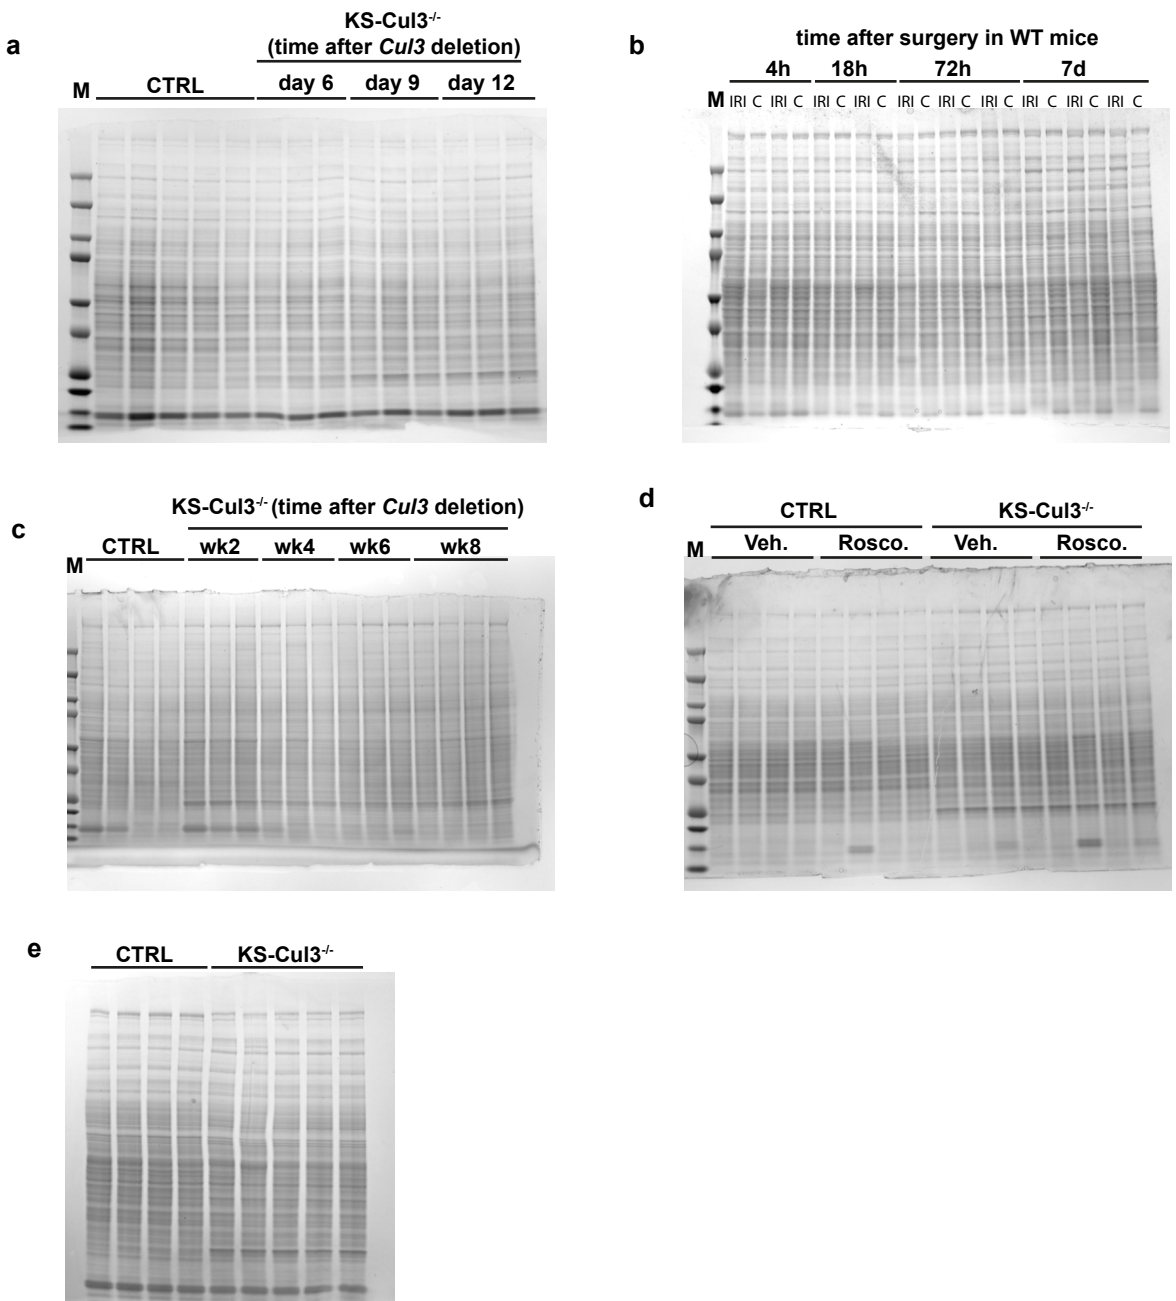 a
KS-Cul3-/-
(time after Cul3 deletion)
M CTRL day 6 day 9 day 12
b
time after surgery in WT mice
4h 18h 72h 7d
M IRI C IRI C IRI C IRI C IRI C IRI C IRI C IRI C IRI C IRI C
c
KS-Cul3-/- (time after Cul3 deletion)
CTRL wk2 wk4 wk6 wk8
M
d
CTRL KS-Cul3-/-
M Veh. Rosco. Veh. Rosco.
e
CTRL KS-Cul3-/-